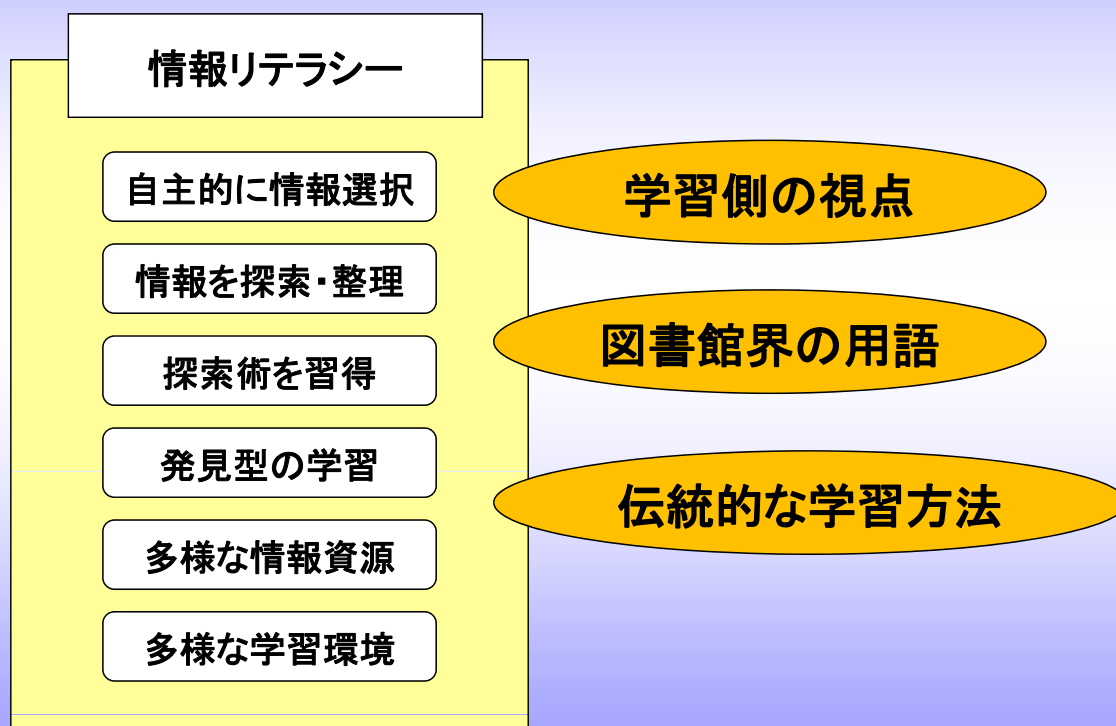 情報リテラシー
自主的に情報選択
情報を探索・整理
探索術を習得
発見型の学習
多様な情報資源
多様な学習環境
学習側の視点
図書館界の用語
伝統的な学習方法